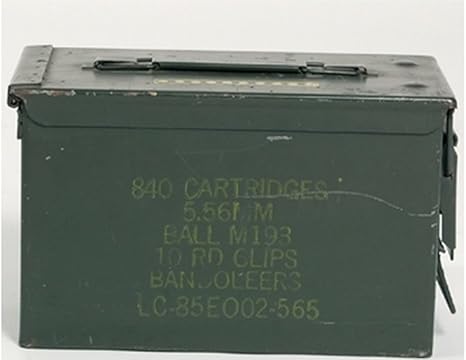 840 CARTRIDGES
5.56MM
BALL M193
10 RD CLIPS
BANDOLEERS
LC-85E002-565